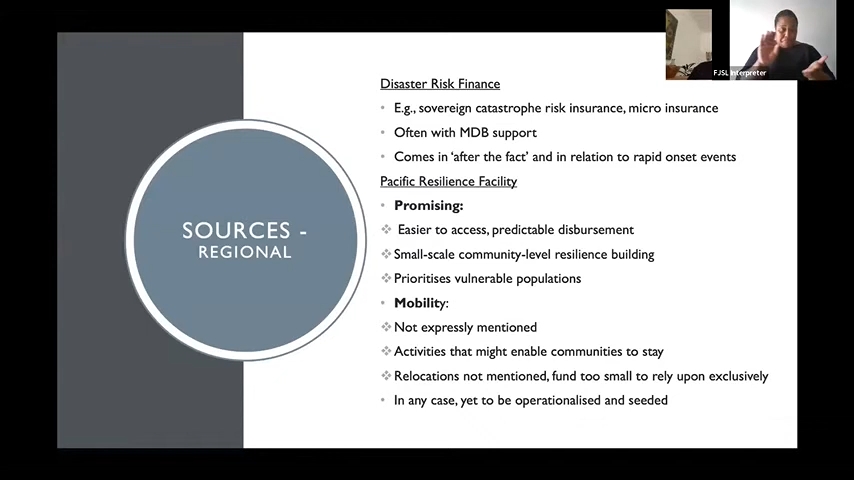 FJSL Interpreter
SOURCES -
REGIONAL
Disaster Risk Finance
• E.g., sovereign catastrophe risk insurance, micro insurance
• Often with MDB support
• Comes in ‘after the fact’ and in relation to rapid onset events
Pacific Resilience Facility
• Promising:
❖ Easier to access, predictable disbursement
❖ Small-scale community-level resilience building
❖ Prioritises vulnerable populations
• Mobility:
❖ Not expressly mentioned
❖ Activities that might enable communities to stay
❖ Relocations not mentioned, fund too small to rely upon exclusively
• In any case, yet to be operationalised and seeded